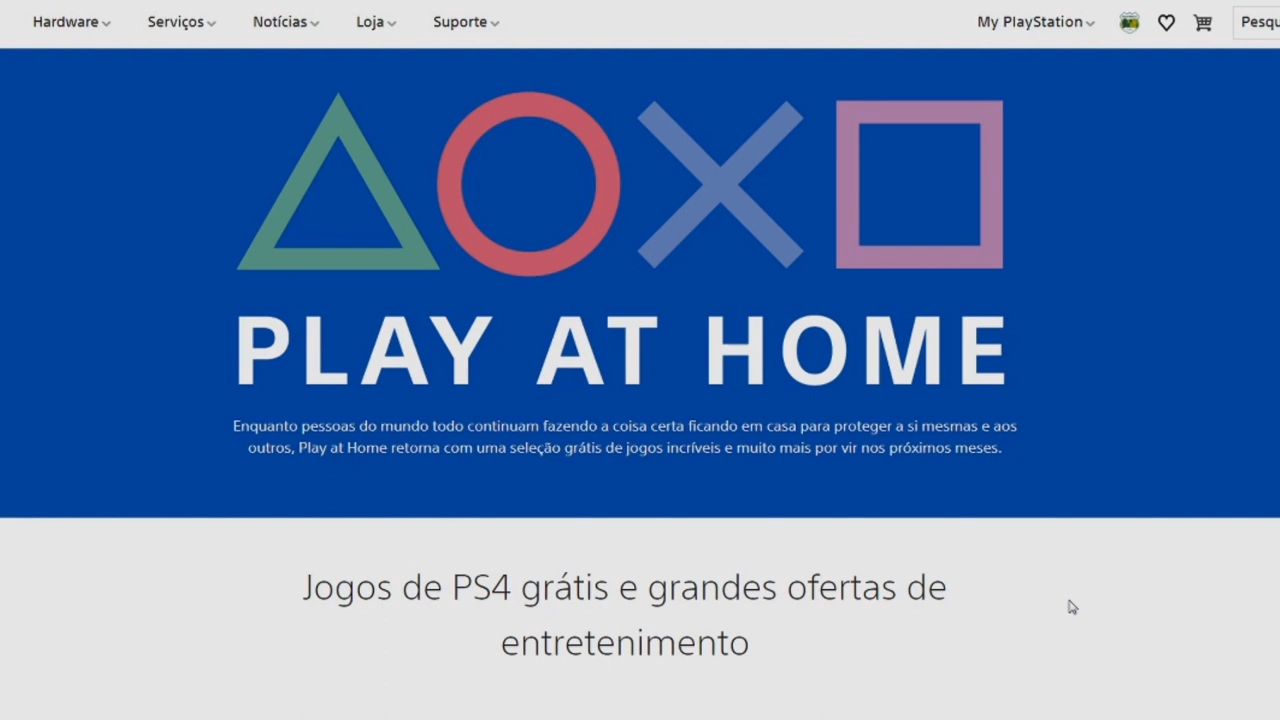 Hardware Serviços Notícias Loja Suporte My PlayStation
PLAY AT HOME
Enquanto pessoas do mundo todo continuam fazendo a coisa certa ficando em casa para proteger a si mesmas e aos
outros, Play at Home retorna com uma seleção grátis de jogos incríveis e muito mais por vir nos próximos meses.
Jogos de PS4 grátis e grandes ofertas de
entretenimento